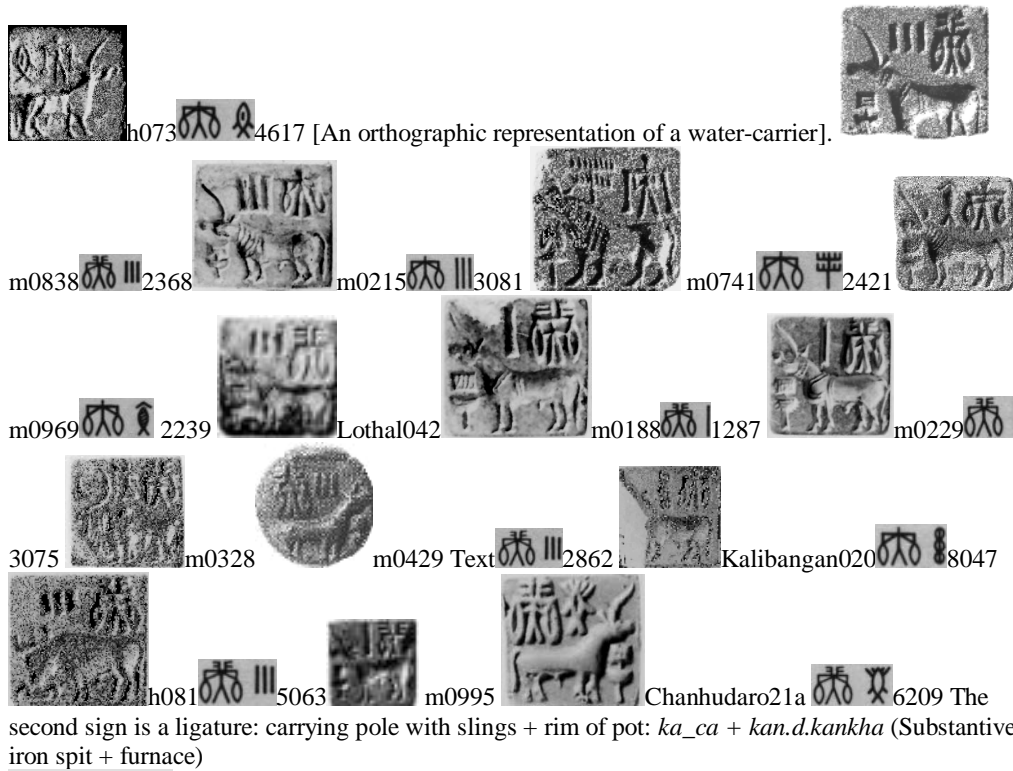 h073 4617 [An orthographic representation of a water-carrier].
m0838 2368 m0215 3081 m0741 2421
m0969 2239 Lothal042 m0188 1287 m0229
3075 m0328 m0429 Text 2862 Kalibangan020 8047
h081 5063 m0995 Chanhudaro21a 6209 The
second sign is a ligature: carrying pole with slings + rim of pot: ka_ca + kan.d.kankha (Substantive
iron spit + furnace)